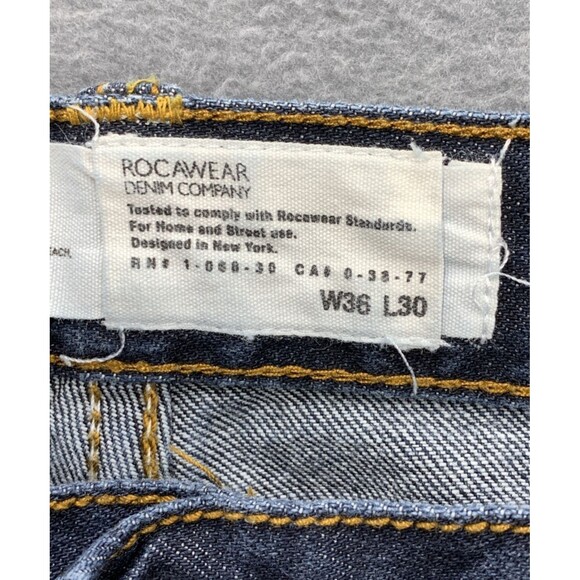 ROCAWEAR
DENIM COMPANY
Tested to comply with Rocawear Standards.
For Home and Street use.
Designed in New York.
RN# 1-068-30 CA# 0-38-77
W36 L30
EACH,